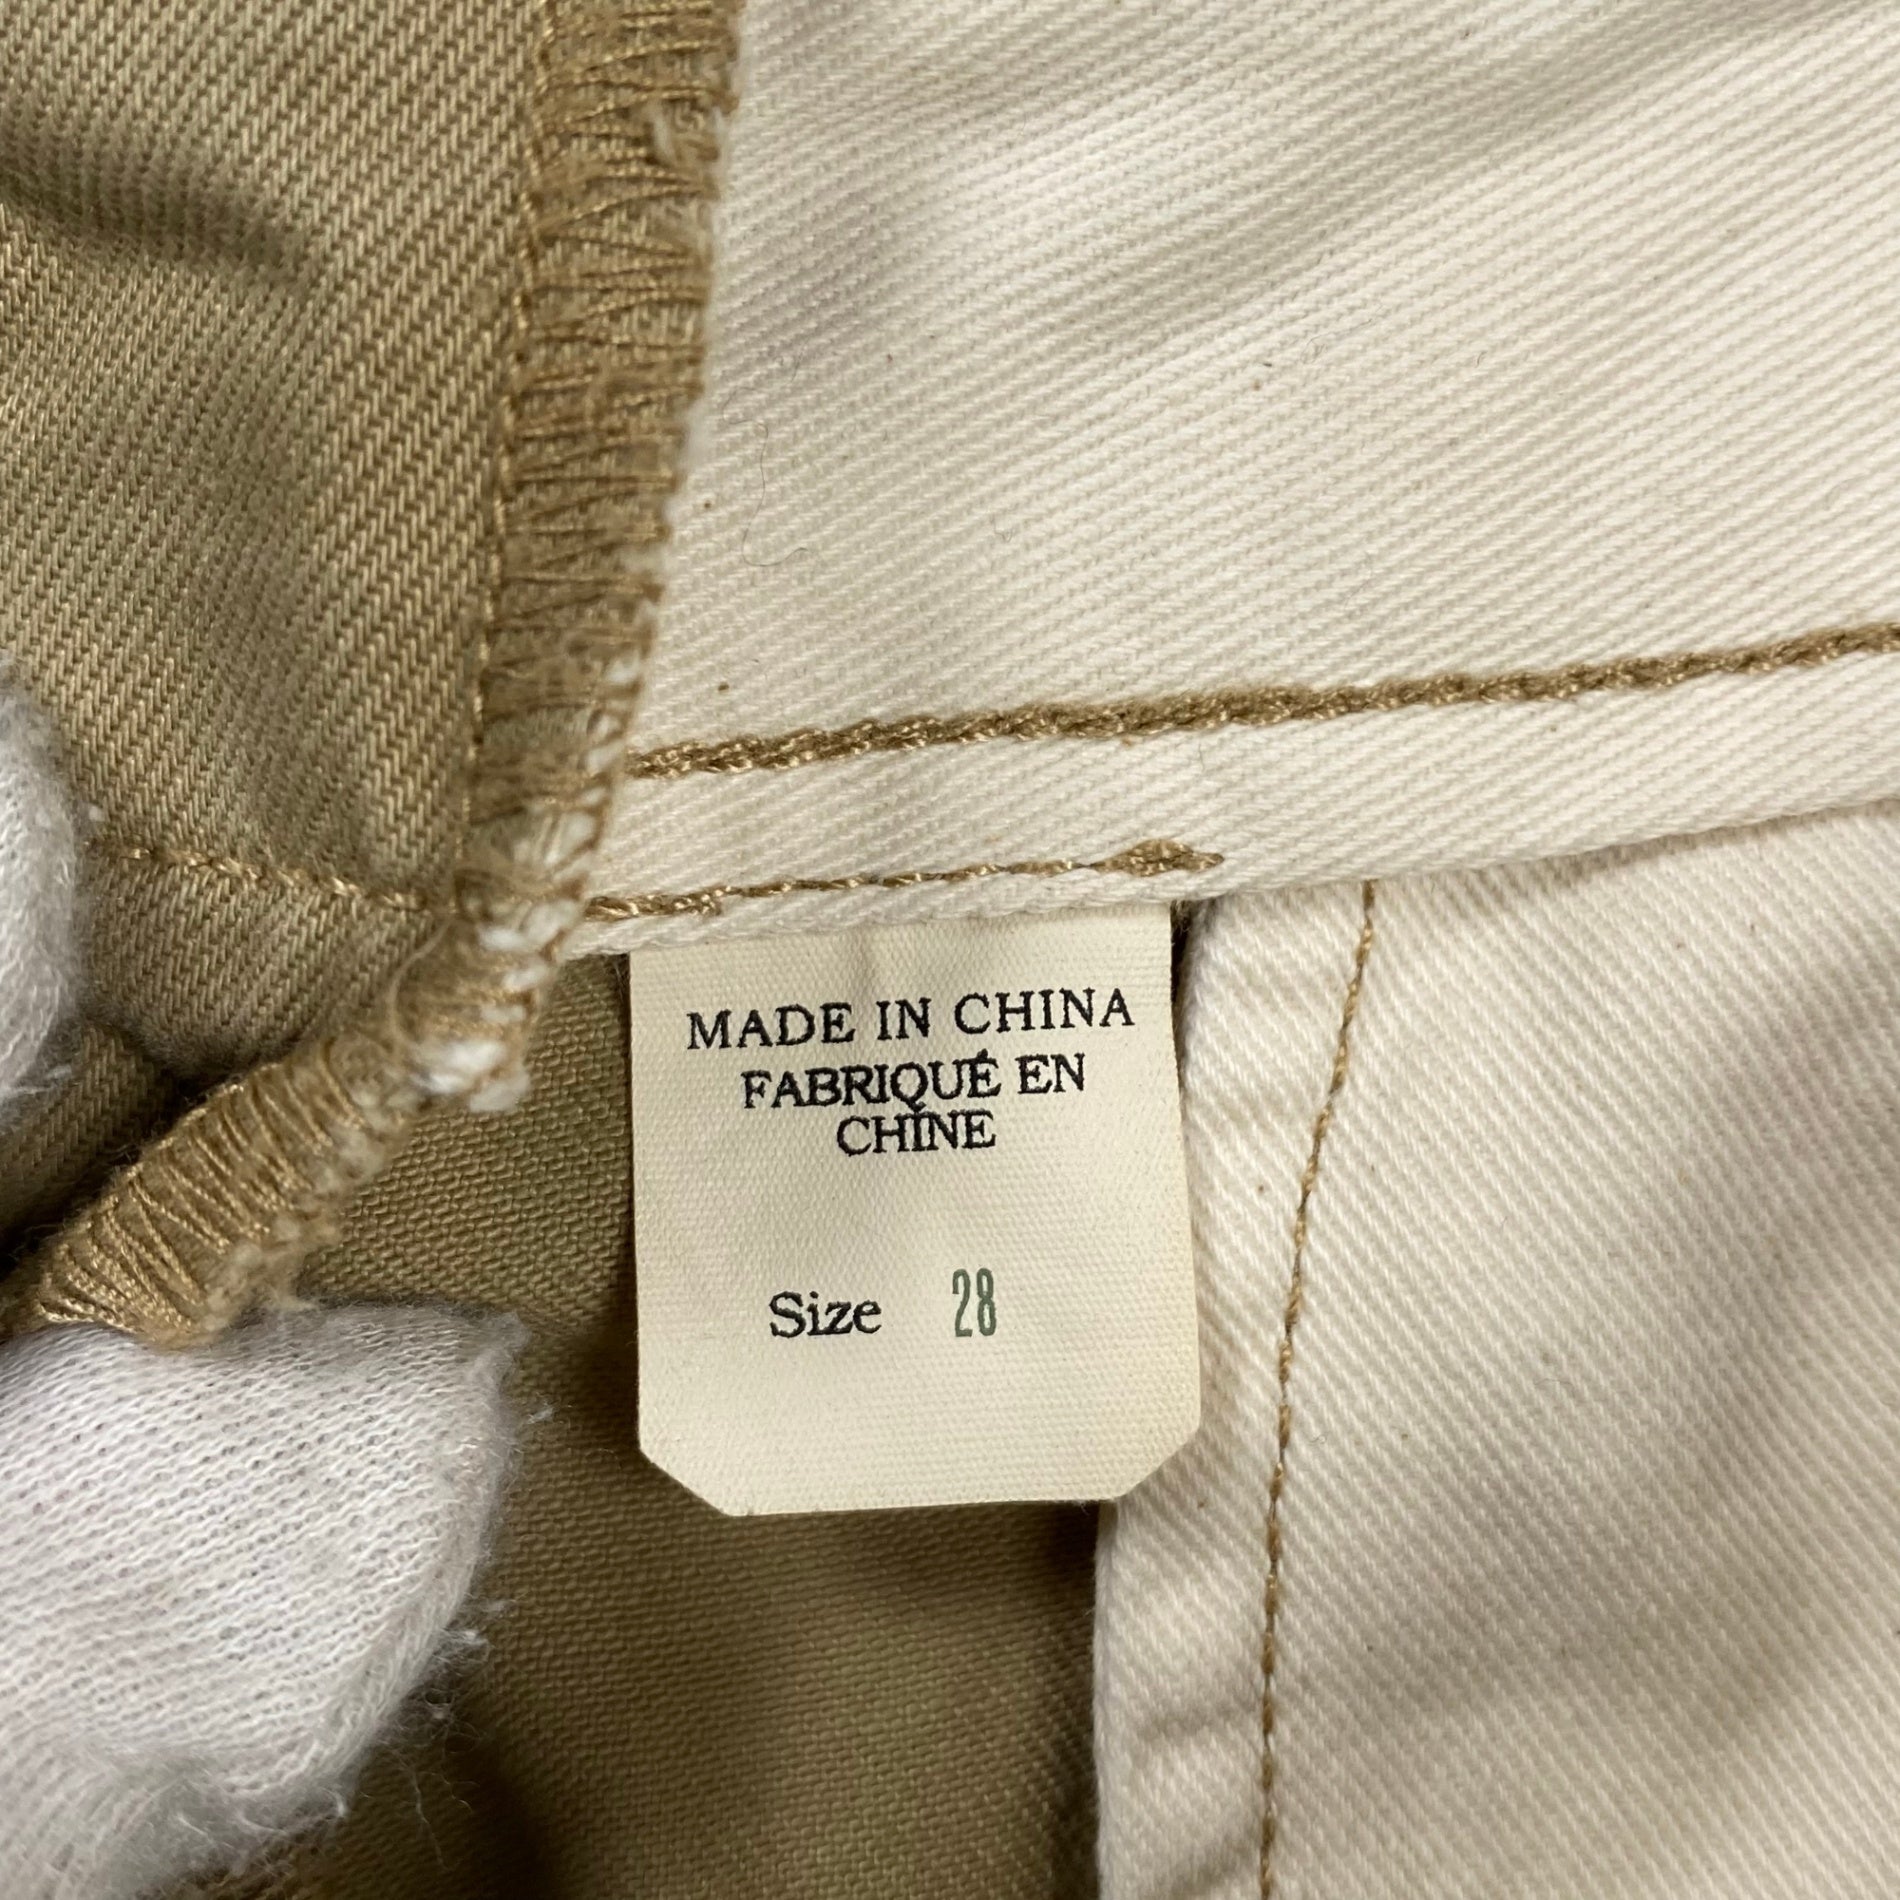 MADE IN CHINA
FABRIQUÉ EN
CHINE
Size 28